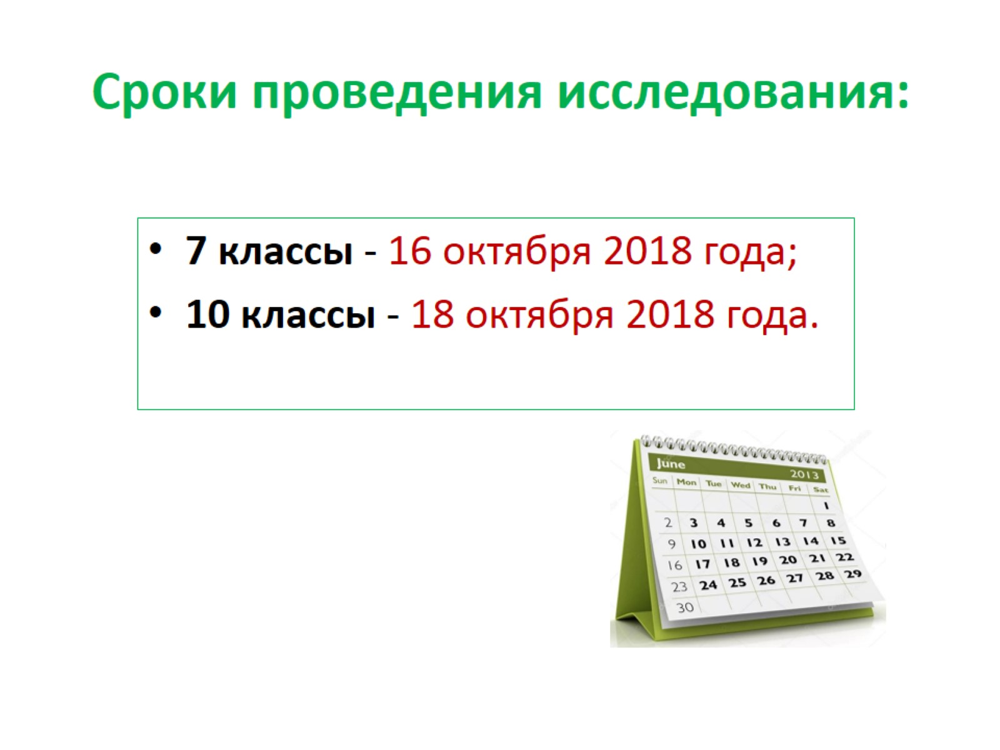 Сроки проведения исследования:
• 7 классы - 16 октября 2018 года;
• 10 классы - 18 октября 2018 года.
June 2013
Sun Mon Tue Wed Thu Fri Sat
1
2 3 4 5 6 7 8
9 10 11 12 13 14 15
16 17 18 19 20 21 22
23 24 25 26 27 28 29
30